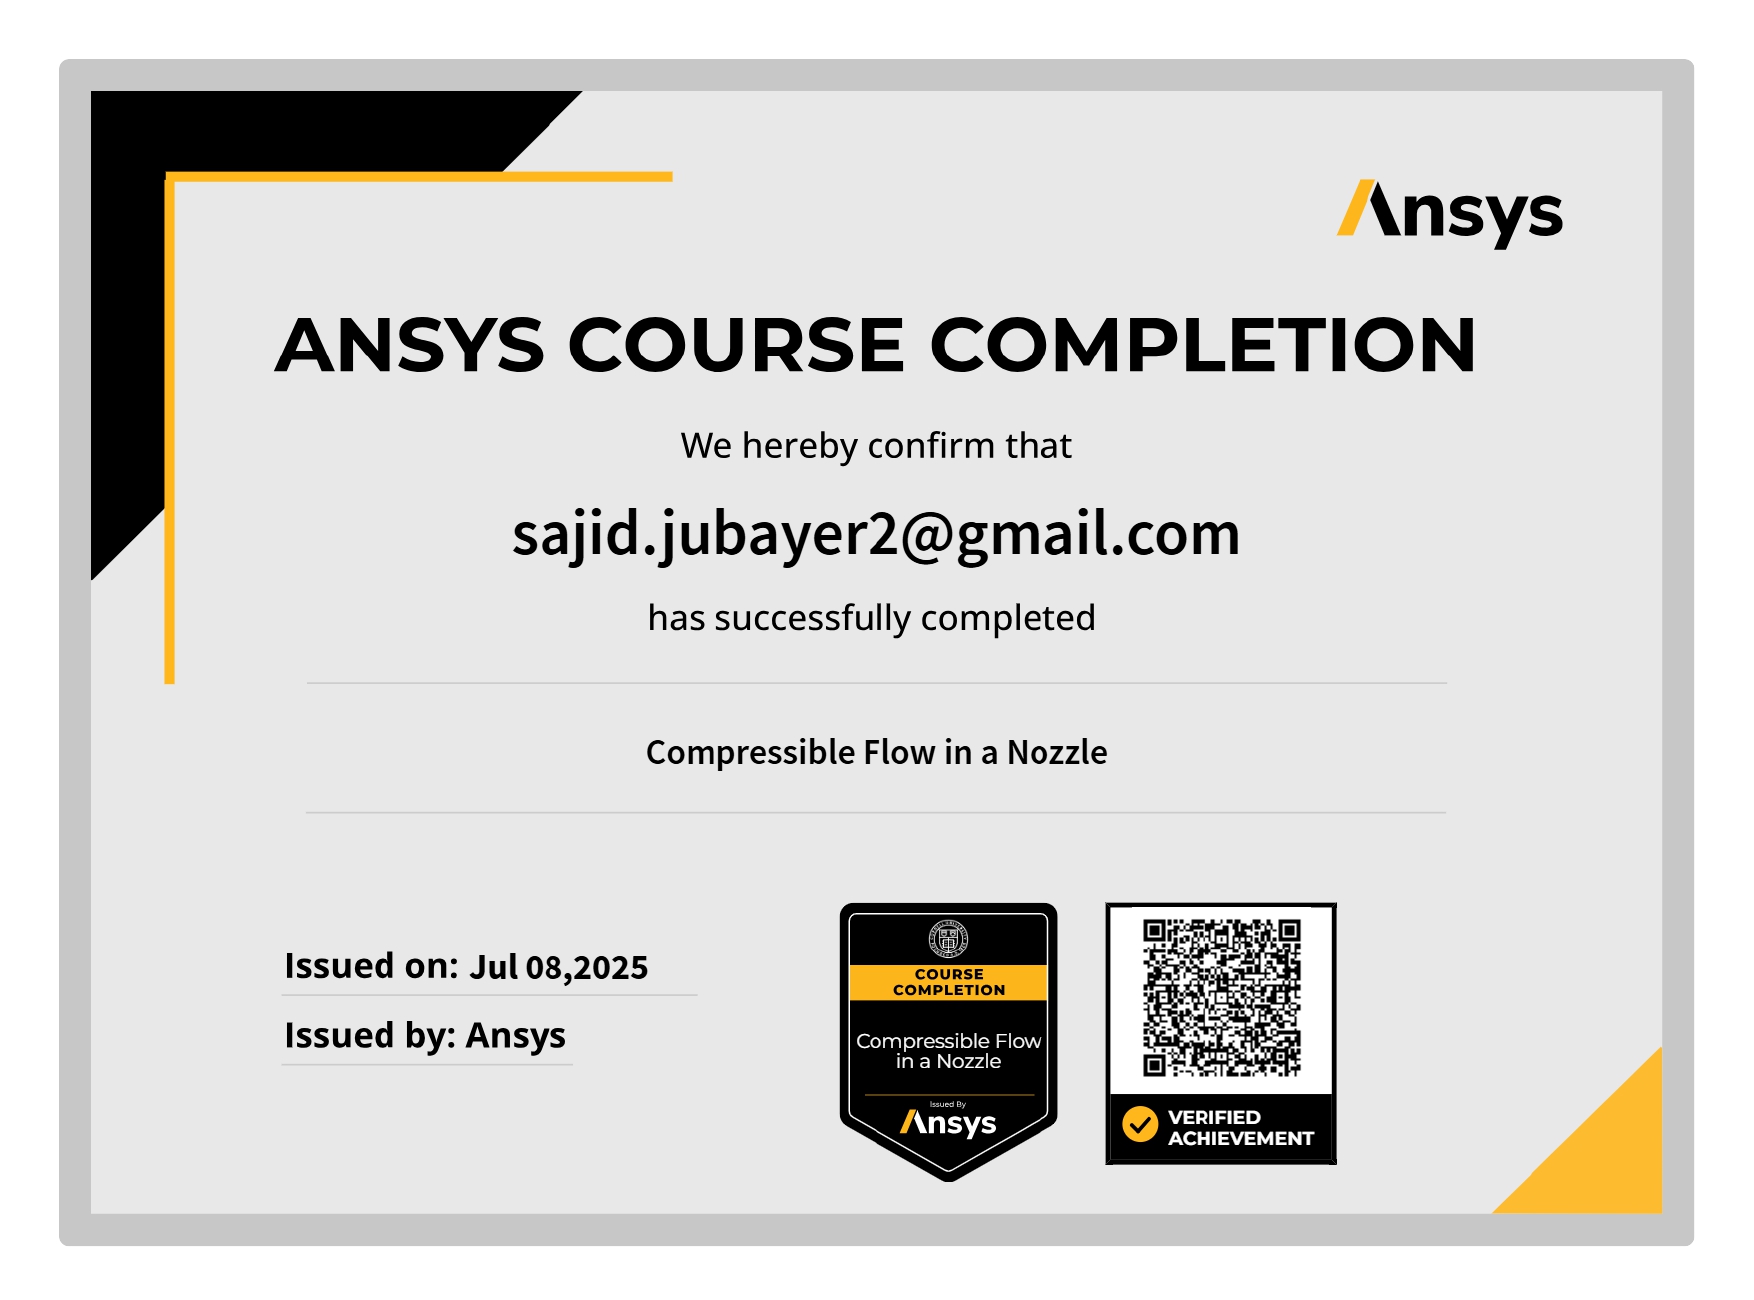 Ansys
ANSYS COURSE COMPLETION
We hereby confirm that
sajid.jubayer2@gmail.com
has successfully completed
Compressible Flow in a Nozzle
Issued on: Jul 08,2025
Issued by: Ansys
COURSE
COMPLETION
Compressible Flow
in a Nozzle
Issued By
Ansys
VERIFIED
ACHIEVEMENT